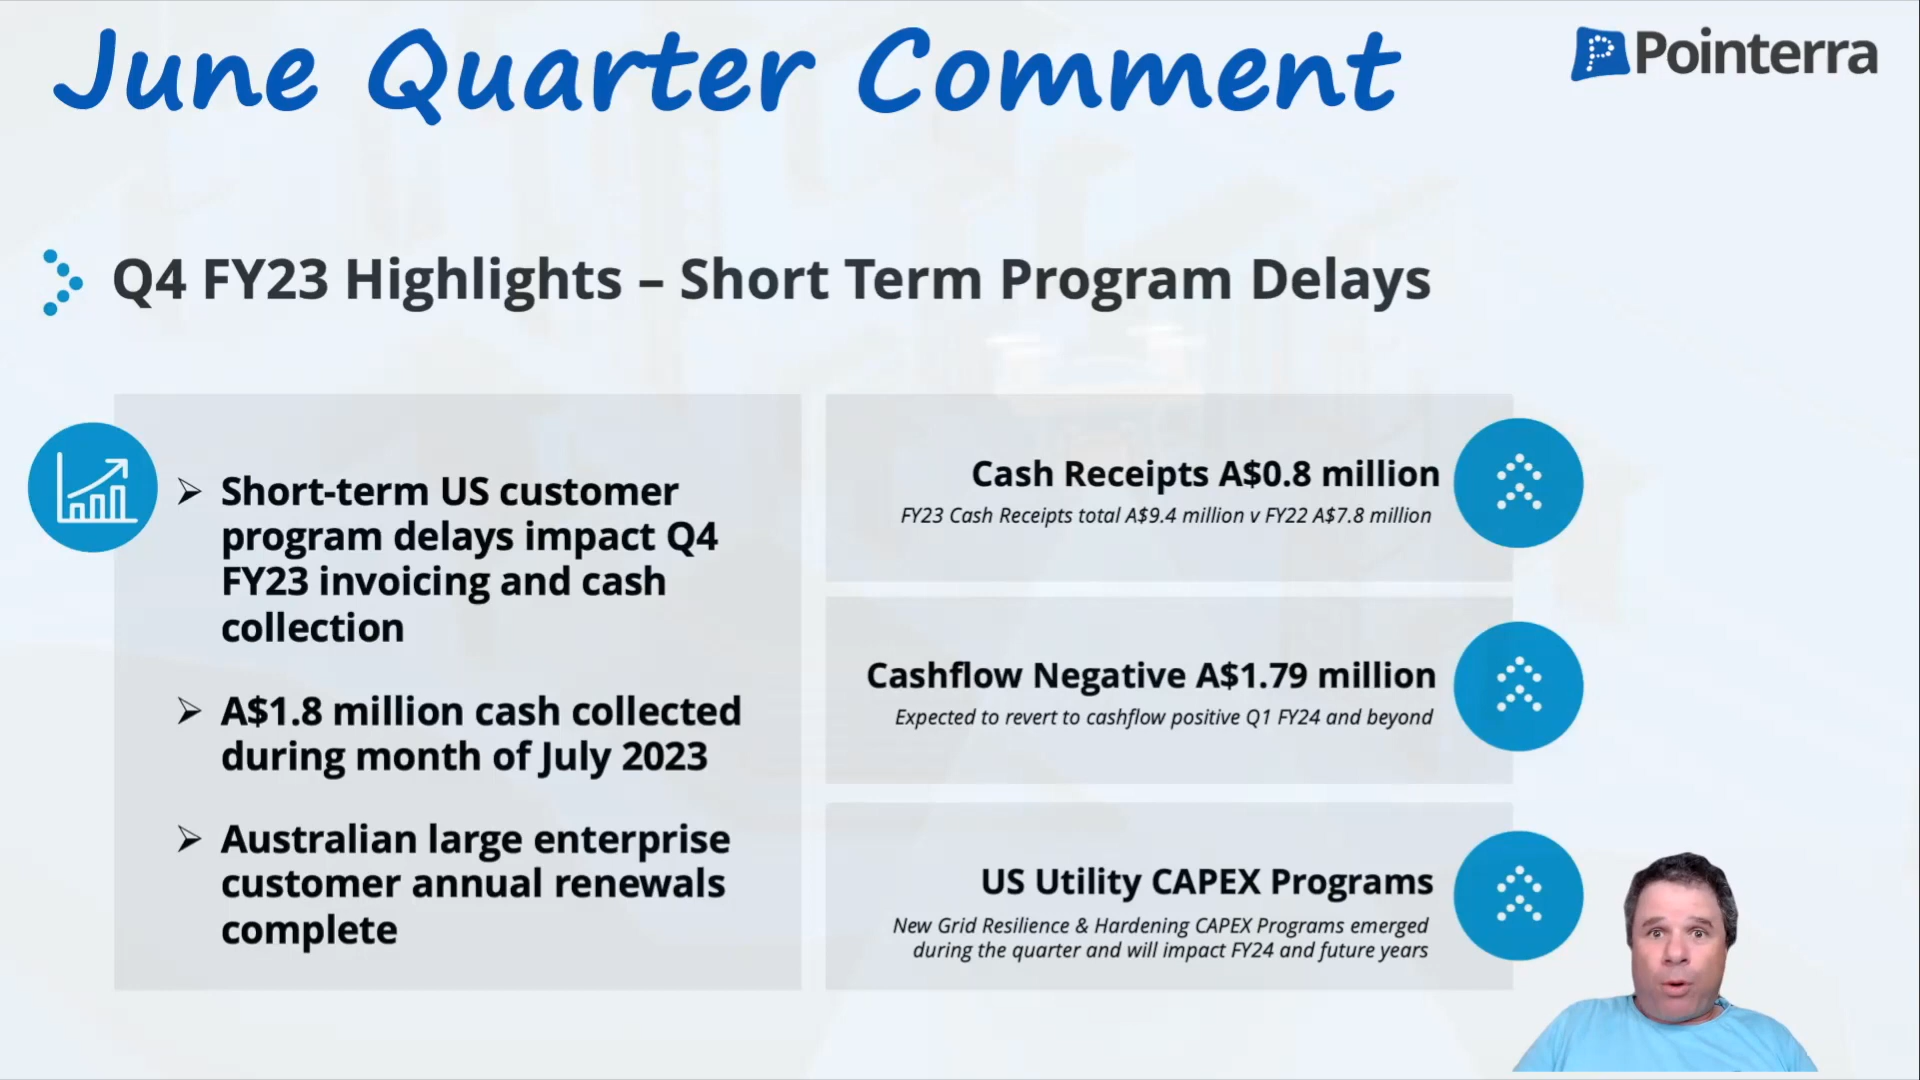 June Quarter Comment
Pointerra
Q4 FY23 Highlights – Short Term Program Delays
Short-term US customer
program delays impact Q4
FY23 invoicing and cash
collection
A$1.8 million cash collected
during month of July 2023
Australian large enterprise
customer annual renewals
complete
Cash Receipts A$0.8 million
FY23 Cash Receipts total A$9.4 million v FY22 A$7.8 million
Cashflow Negative A$1.79 million
Expected to revert to cashflow positive Q1 FY24 and beyond
US Utility CAPEX Programs
New Grid Resilience & Hardening CAPEX Programs emerged
during the quarter and will impact FY24 and future years